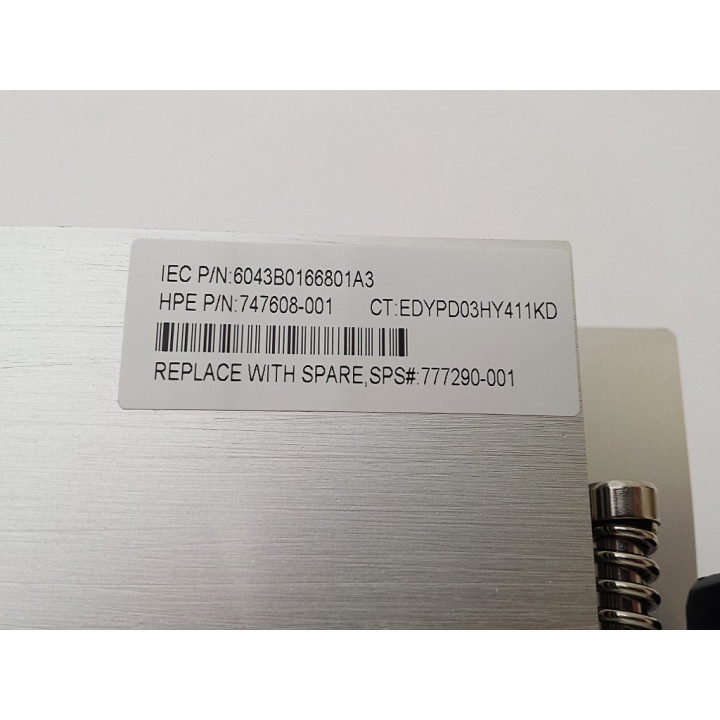 IEC P/N:6043B0166801A3
HPE P/N:747608-001 CT:EDYPD03HY411KD
REPLACE WITH SPARE,SPS#:777290-001